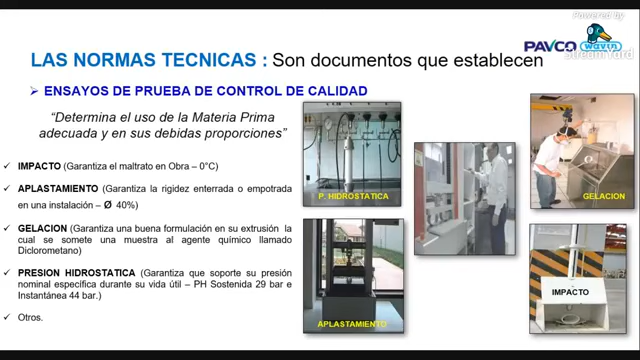 Powered by
StreamYard
PAVCO wavin
LAS NORMAS TECNICAS : Son documentos que establecen
➢ ENSAYOS DE PRUEBA DE CONTROL DE CALIDAD
“Determina el uso de la Materia Prima
adecuada y en sus debidas proporciones”
✓ IMPACTO (Garantiza el maltrato en Obra – 0°C)
✓ APLASTAMIENTO (Garantiza la rigidez enterrada o empotrada
en una instalación – Ø 40%)
✓ GELACION (Garantiza una buena formulación en su extrusión la
cual se somete una muestra al agente químico llamado
Diclorometano)
✓ PRESION HIDROSTATICA (Garantiza que soporte su presión
nominal especifica durante su vida útil – PH Sostenida 29 bar e
Instantánea 44 bar.)
✓ Otros.
P. HIDROSTATICA
GELACION
APLASTAMIENTO
IMPACTO